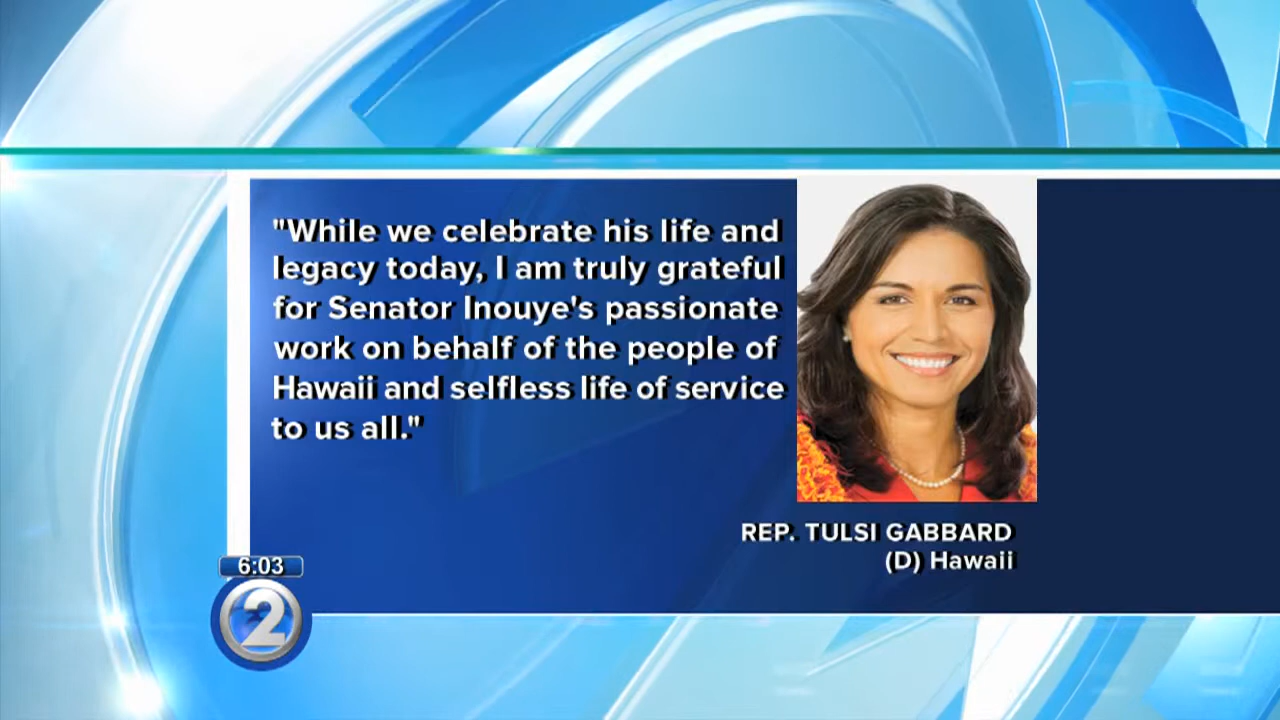 "While we celebrate his life and
legacy today, I am truly grateful
for Senator Inouye's passionate
work on behalf of the people of
Hawaii and selfless life of service
to us all."
REP. TULSI GABBARD
(D) Hawaii
6:03
2